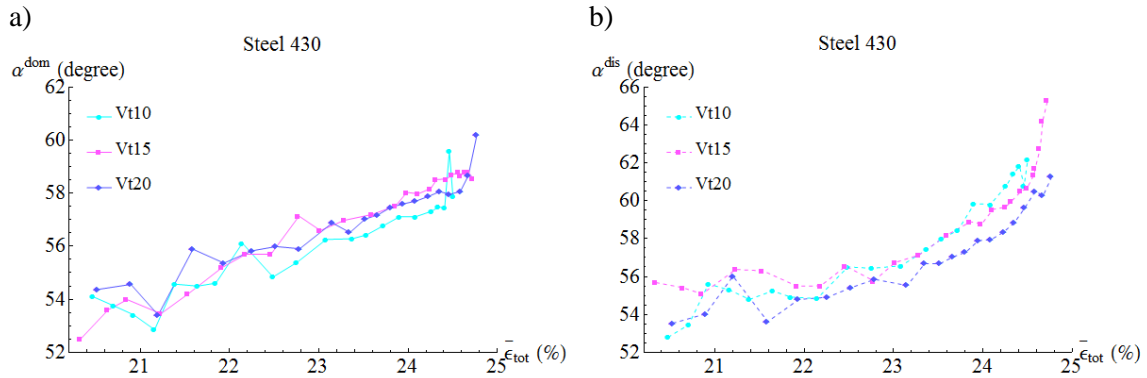 a)
Steel 430
α^dom (degree)
62
60
58
56
54
52
Vt10
Vt15
Vt20
21
22
23
24
25
ε̅_tot (%)
b)
Steel 430
α^dis (degree)
66
64
62
60
58
56
54
52
Vt10
Vt15
Vt20
21
22
23
24
25
ε̅_tot (%)